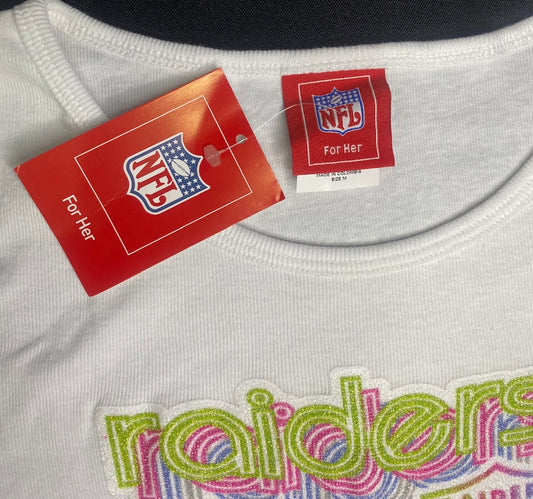 NFL
For Her
NFL
For Her
MADE IN COLOMBIA
SIZE M
raiders